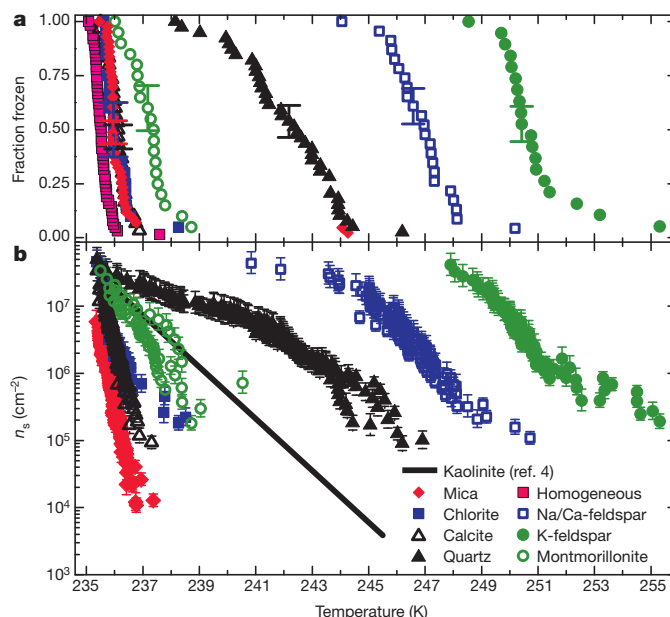 a
1.00
0.75
0.50
0.25
0.00
Fraction frozen
b
10⁷
10⁶
10⁵
10⁴
10³
nₛ (cm⁻²)
Kaolinite (ref. 4)
Mica
Homogeneous
Chlorite
Na/Ca-feldspar
Calcite
K-feldspar
Quartz
Montmorillonite
235 237 239 241 243 245 247 249 251 253 255
Temperature (K)